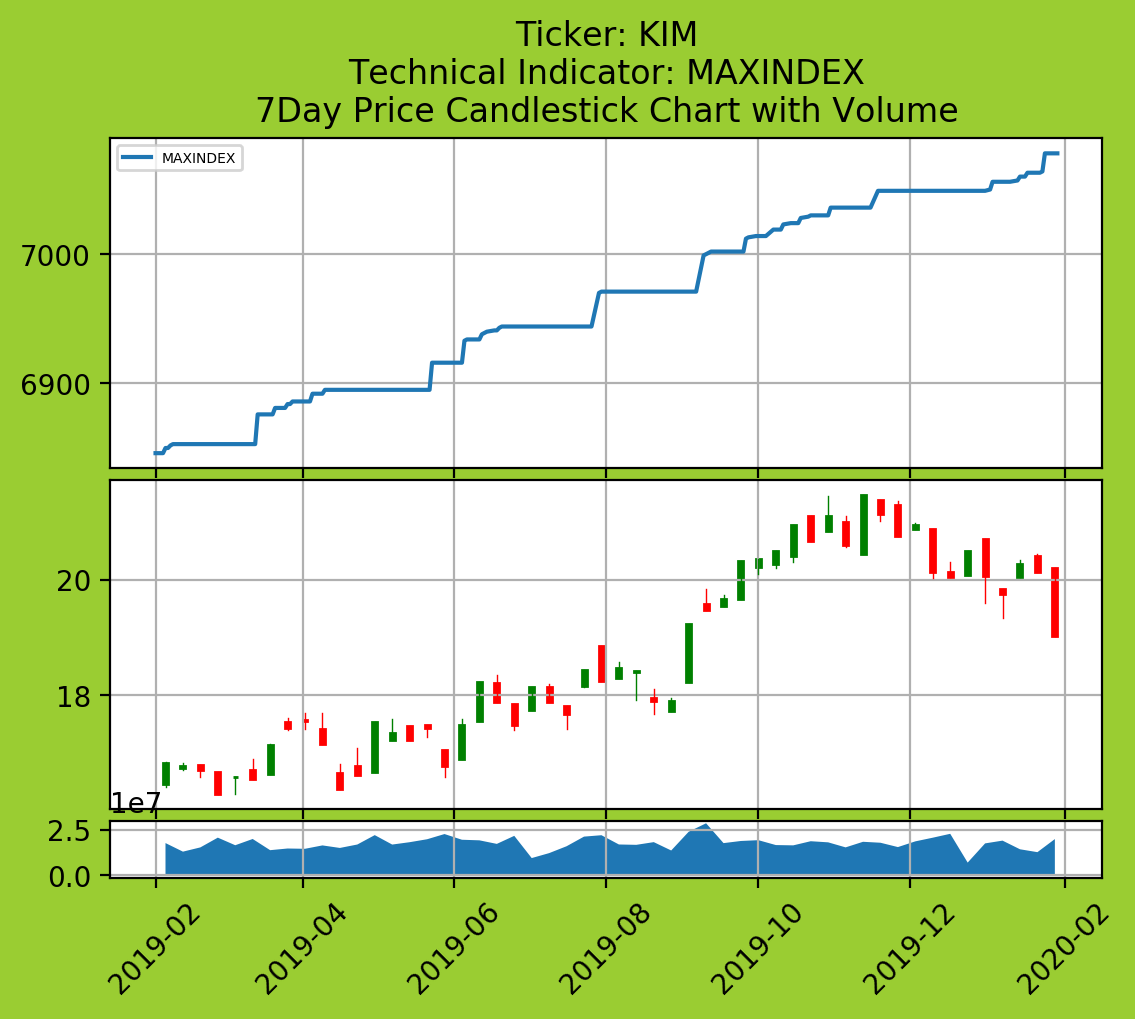 Ticker: KIM
Technical Indicator: MAXINDEX
7Day Price Candlestick Chart with Volume
MAXINDEX
7000
6900
20
18
1e7
2.5
0.0
2019-02
2019-04
2019-06
2019-08
2019-10
2019-12
2020-02